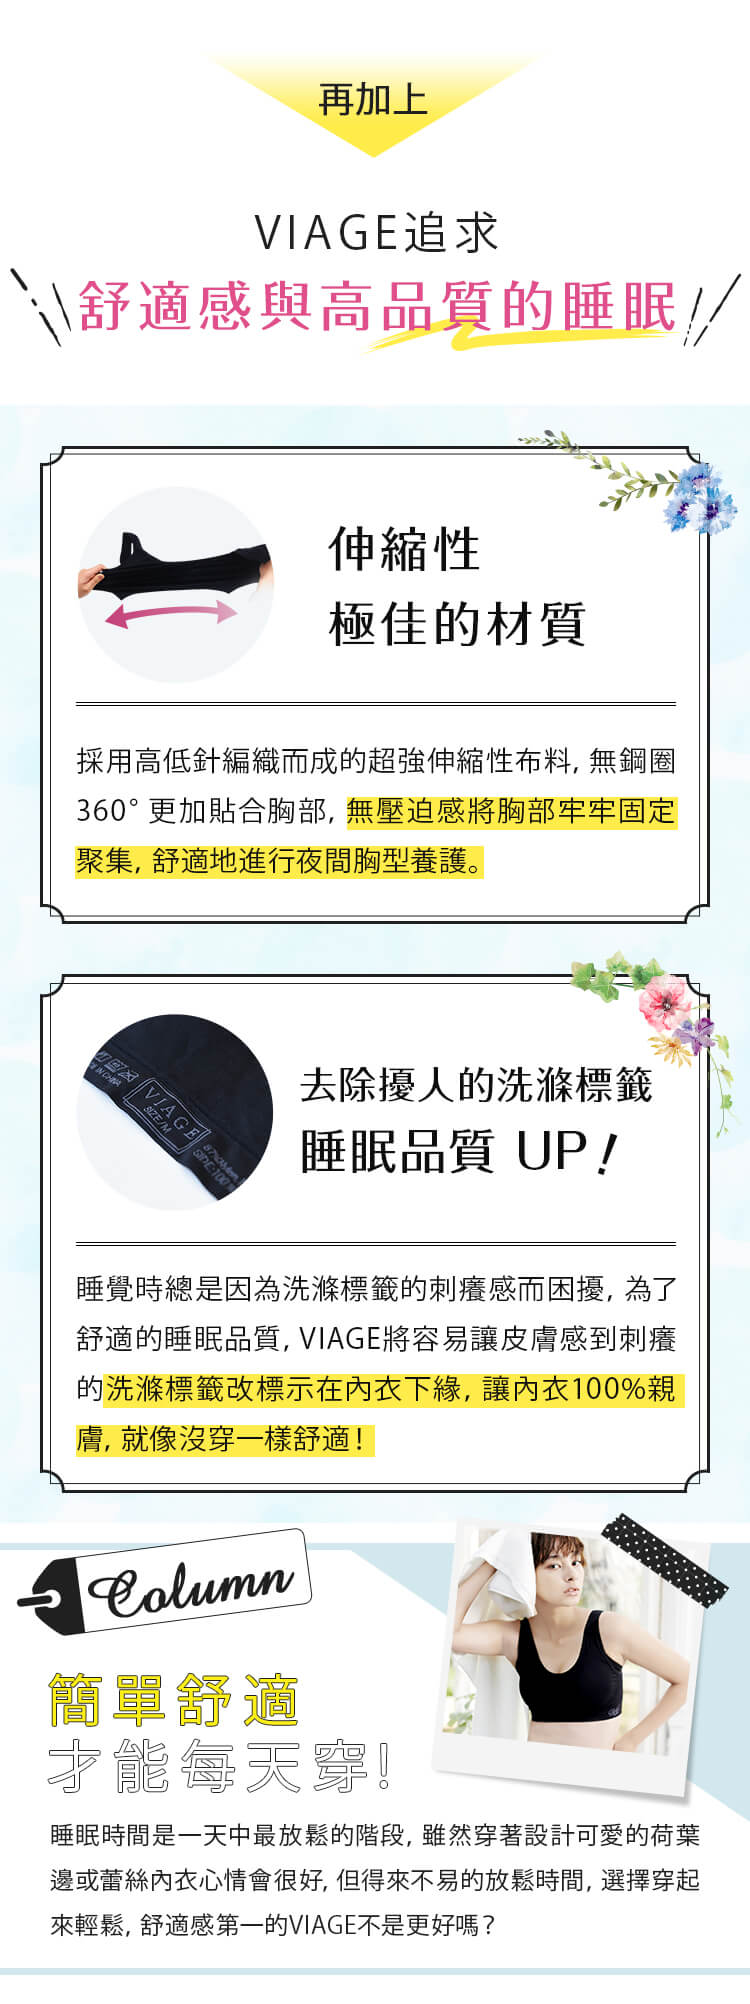 再加上
VIAGE追求
舒適感與高品質的睡眠
伸縮性
極佳的材質
採用高低針編織而成的超強伸縮性布料, 無鋼圈
360° 更加貼合胸部, 無壓迫感將胸部牢牢固定
聚集, 舒適地進行夜間胸型養護。
VIAGE
SIZE/M
去除擾人的洗滌標籤
睡眠品質 UP!
睡覺時總是因為洗滌標籤的刺癢感而困擾, 為了
舒適的睡眠品質, VIAGE將容易讓皮膚感到刺癢
的洗滌標籤改標示在內衣下緣, 讓內衣100%親
膚, 就像沒穿一樣舒適!
Column
簡單舒適
才能每天穿!
睡眠時間是一天中最放鬆的階段, 雖然穿著設計可愛的荷葉
邊或蕾絲內衣心情會很好, 但得來不易的放鬆時間, 選擇穿起
來輕鬆, 舒適感第一的VIAGE不是更好嗎?